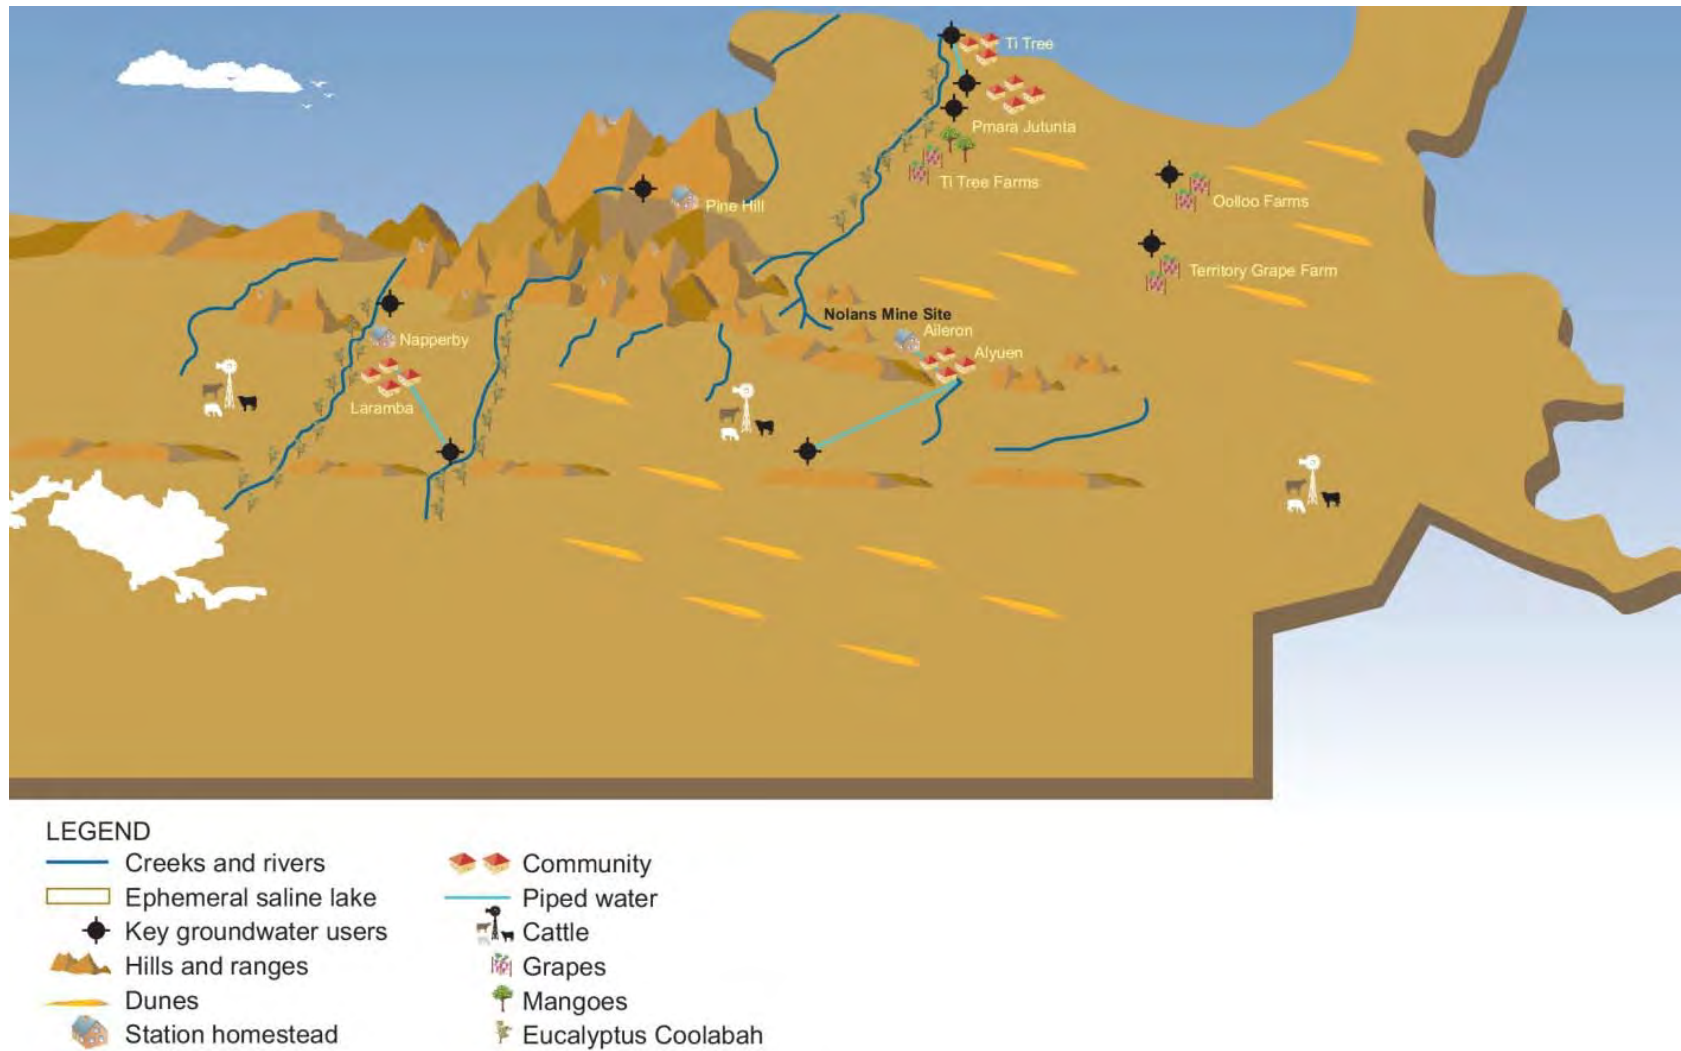 Ti Tree
Pmara Jutunta
Ti Tree Farms
Pine Hill
Oolloo Farms
Territory Grape Farm
Nolans Mine Site
Aileron
Napperby
Alyuen
Laramba
LEGEND
Creeks and rivers
Ephemeral saline lake
Key groundwater users
Hills and ranges
Dunes
Station homestead
Community
Piped water
Cattle
Grapes
Mangoes
Eucalyptus Coolabah